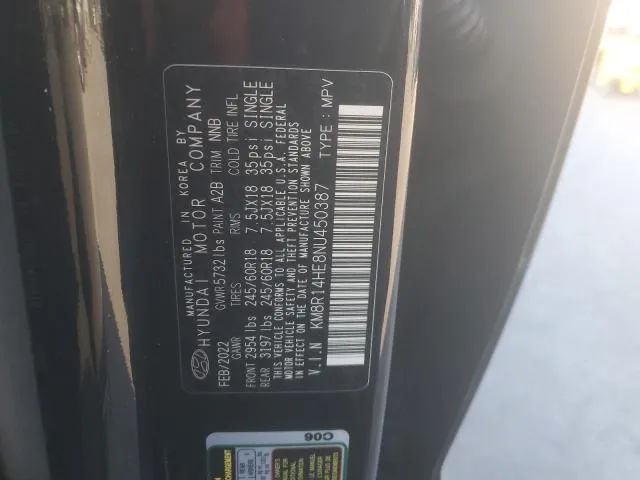 MANUFACTURED IN KOREA BY
HYUNDAI MOTOR COMPANY
FEB/2022 GVWR 5732 lbs PAINT A2B TRIM NNB
GAWR TIRES RIMS COLD TIRE INFL
FRONT 2954 lbs 245/60R18 7.5JX18 35psi SINGLE
REAR 3197 lbs 245/60R18 7.5JX18 35psi SINGLE
THIS VEHICLE CONFORMS TO ALL APPLICABLE U.S.A. FEDERAL
MOTOR VEHICLE SAFETY AND THEFT PREVENTION STANDARDS
IN EFFECT ON THE DATE OF MANUFACTURE SHOWN ABOVE
V.I.N KM8R14HE8NU450387 TYPE : MPV
C06